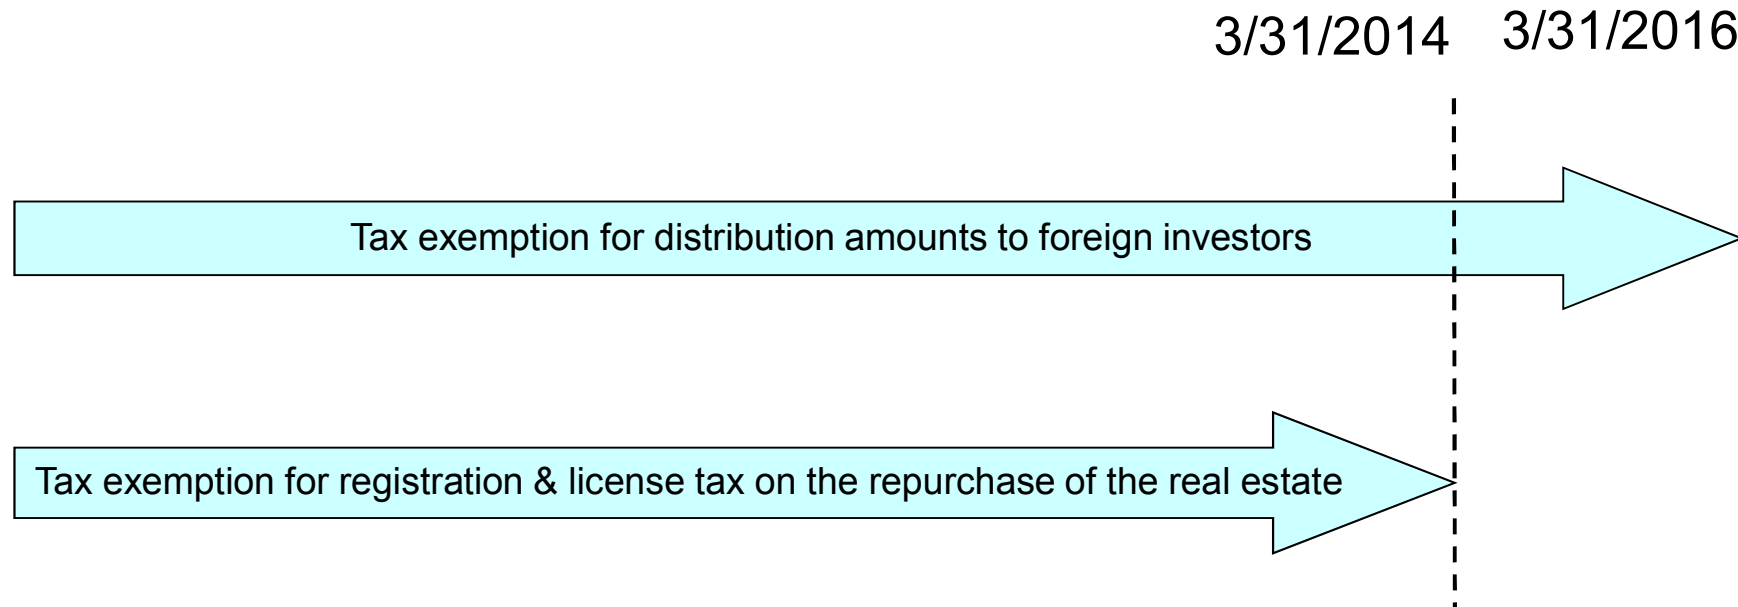 3/31/2014
3/31/2016
Tax exemption for distribution amounts to foreign investors
Tax exemption for registration & license tax on the repurchase of the real estate